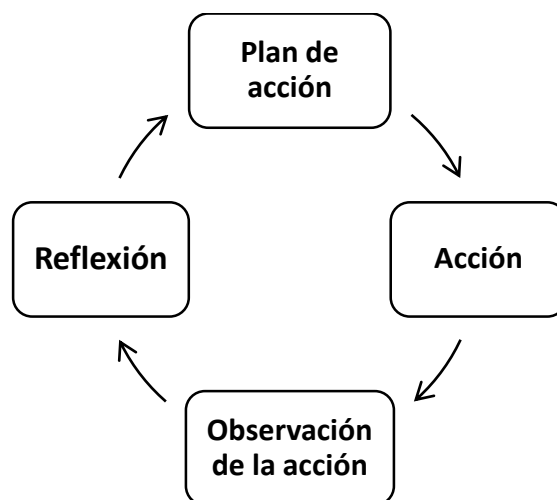 Plan de
acción
Reflexión
Acción
Observación
de la acción